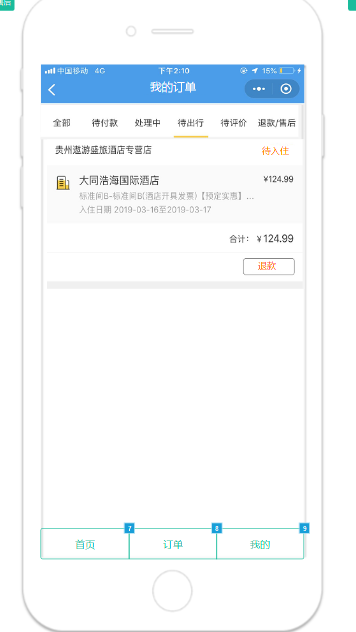 售后
中国移动 4G 下午2:10 15%
我的订单
全部 待付款 处理中 待出行 待评价 退款/售后
贵州遨游盛旅酒店专营店 待入住
大同浩海国际酒店 ¥124.99
标准间B-标准间B(酒店开具发票)【预定实惠】...
入住日期 2019-03-16至2019-03-17
合计： ¥124.99
退款
7 8 9
首页 订单 我的